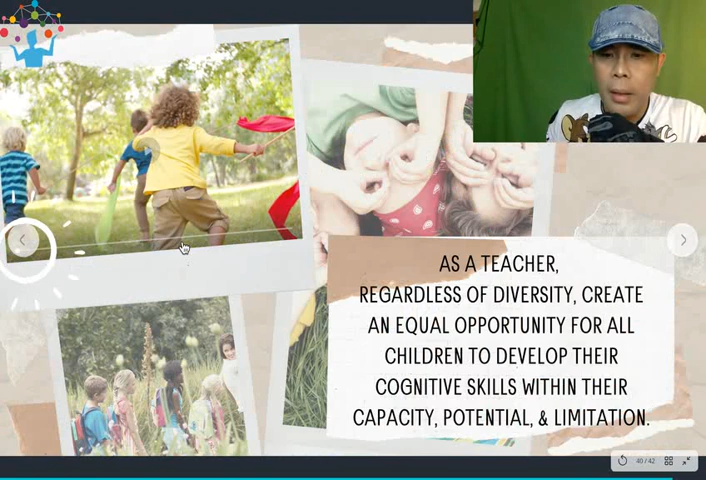 AS A TEACHER,
REGARDLESS OF DIVERSITY, CREATE
AN EQUAL OPPORTUNITY FOR ALL
CHILDREN TO DEVELOP THEIR
COGNITIVE SKILLS WITHIN THEIR
CAPACITY, POTENTIAL, & LIMITATION.
40 / 42